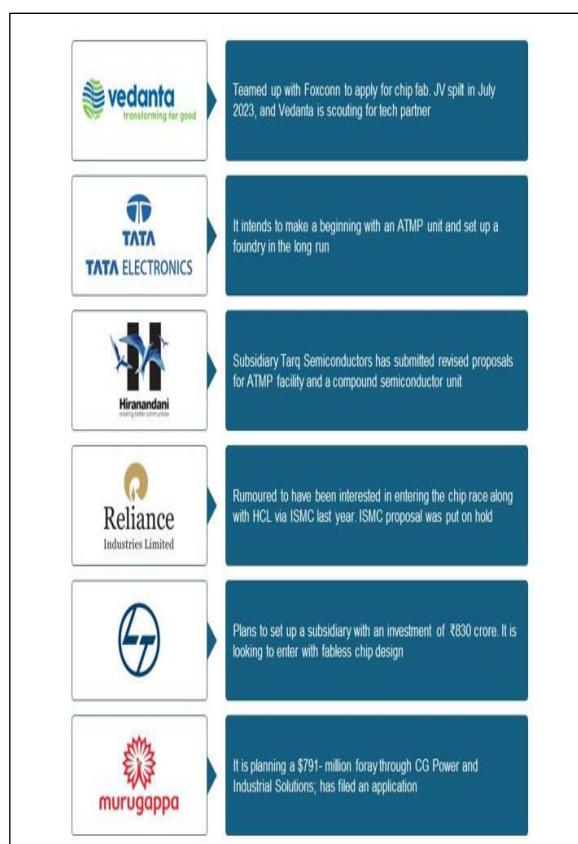 vedanta
transforming for good
Teamed up with Foxconn to apply for chip fab. JV spilt in July
2023, and Vedanta is scouting for tech partner
TATA
TATA ELECTRONICS
It intends to make a beginning with an ATMP unit and set up a
foundry in the long run
H
Hiranandani
creating better communities
Subsidiary Tarq Semiconductors has submitted revised proposals
for ATMP facility and a compound semiconductor unit
Reliance
Industries Limited
Rumoured to have been interested in entering the chip race along
with HCL via ISMC last year. ISMC proposal was put on hold
Plans to set up a subsidiary with an investment of ₹830 crore. It is
looking to enter with fabless chip design
murugappa
It is planning a $791- million foray through CG Power and
Industrial Solutions; has filed an application